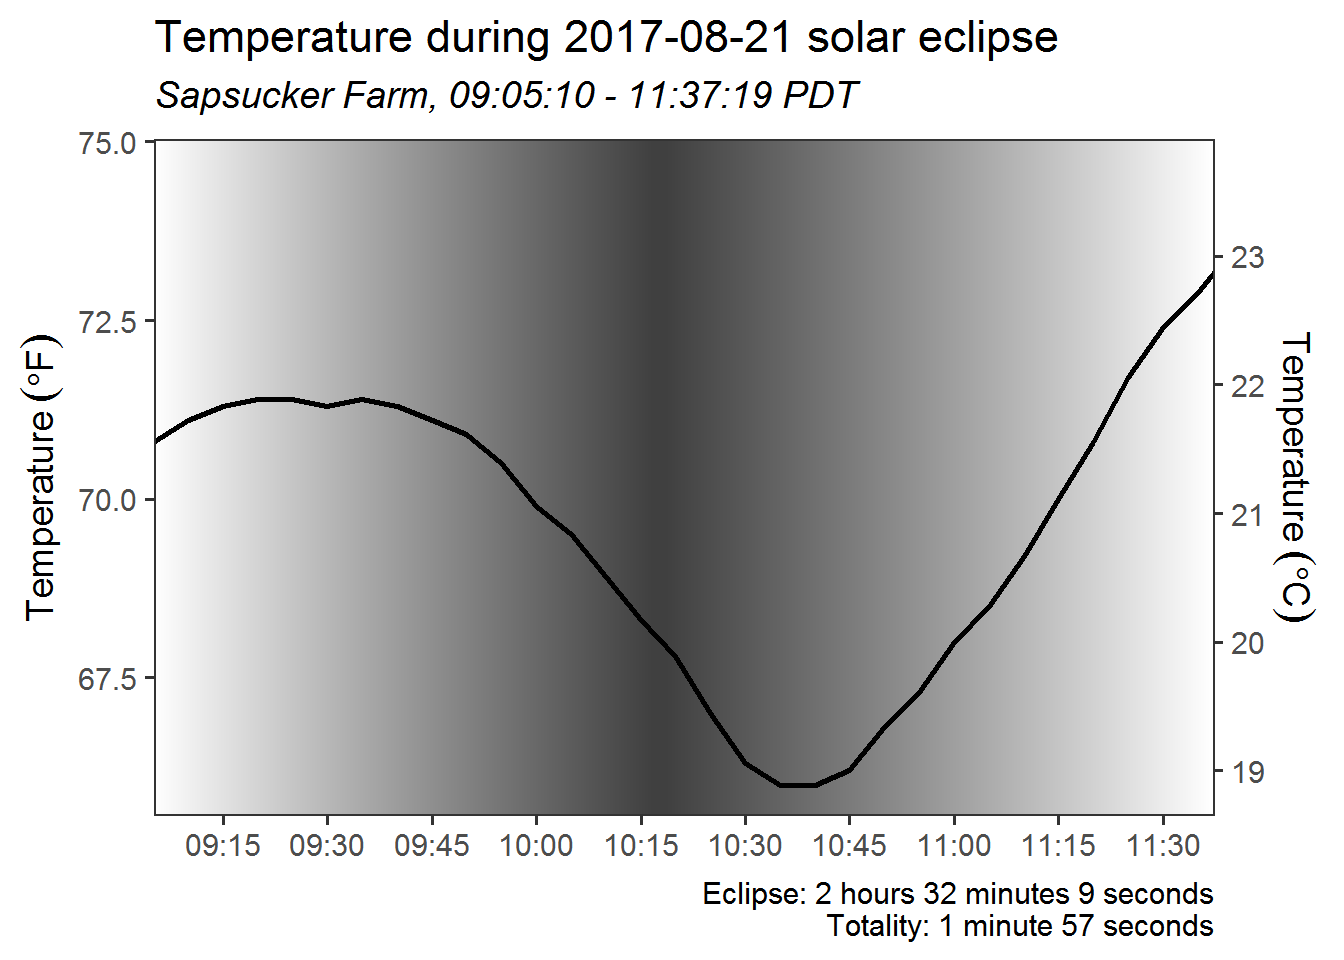 Temperature during 2017-08-21 solar eclipse
Sapsucker Farm, 09:05:10 - 11:37:19 PDT
Temperature (°F)
75.0
72.5
70.0
67.5
23
22
21
20
19
Temperature (°C)
09:15 09:30 09:45 10:00 10:15 10:30 10:45 11:00 11:15 11:30
Eclipse: 2 hours 32 minutes 9 seconds
Totality: 1 minute 57 seconds